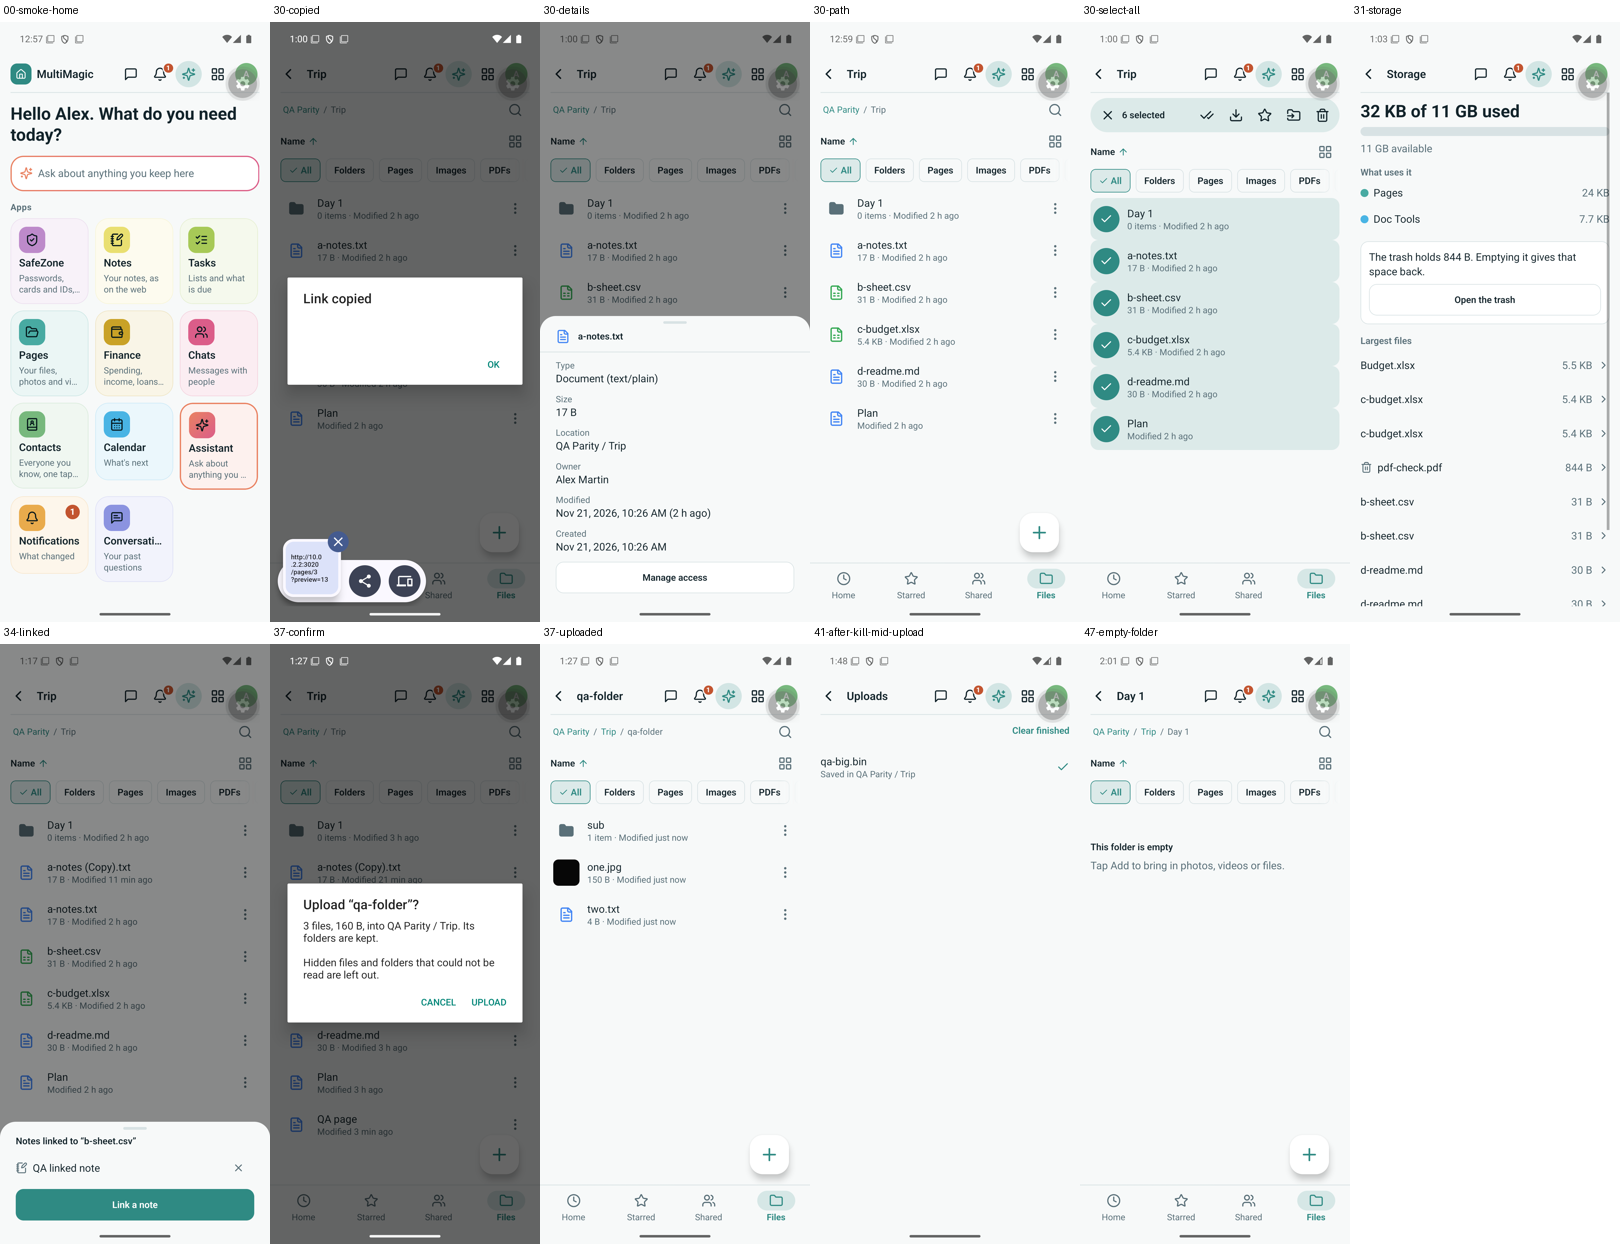 00-smoke-home
12:57
MultiMagic
1
Hello Alex. What do you need
today?
Ask about anything you keep here
Apps
SafeZone
Passwords,
cards and IDs,...
Notes
Your notes, as
on the web
Tasks
Lists and what
is due
Pages
Your files,
photos and vi...
Finance
Spending,
income, loans...
Chats
Messages with
people
Contacts
Everyone you
know, one tap...
Calendar
What's next
Assistant
Ask about
anything you ...
Notifications
1
What changed
Conversati...
Your past
questions
30-copied
1:00
Trip
1
QA Parity / Trip
Name
All
Folders
Pages
Images
PDFs
Day 1
0 items · Modified 2 h ago
a-notes.txt
17 B · Modified 2 h ago
Link copied
OK
30 B · Modified 2 h ago
Plan
Modified 2 h ago
http://10.0
.2.2:3020
/pages/3
?preview=13
Shared
Files
30-details
1:00
Trip
1
QA Parity / Trip
Name
All
Folders
Pages
Images
PDFs
Day 1
0 items · Modified 2 h ago
a-notes.txt
17 B · Modified 2 h ago
b-sheet.csv
31 B · Modified 2 h ago
a-notes.txt
Type
Document (text/plain)
Size
17 B
Location
QA Parity / Trip
Owner
Alex Martin
Modified
Nov 21, 2026, 10:26 AM (2 h ago)
Created
Nov 21, 2026, 10:26 AM
Manage access
30-path
12:59
Trip
1
QA Parity / Trip
Name
All
Folders
Pages
Images
PDFs
Day 1
0 items · Modified 2 h ago
a-notes.txt
17 B · Modified 2 h ago
b-sheet.csv
31 B · Modified 2 h ago
c-budget.xlsx
5.4 KB · Modified 2 h ago
d-readme.md
30 B · Modified 2 h ago
Plan
Modified 2 h ago
Home
Starred
Shared
Files
30-select-all
1:00
Trip
1
6 selected
Name
All
Folders
Pages
Images
PDFs
Day 1
0 items · Modified 2 h ago
a-notes.txt
17 B · Modified 2 h ago
b-sheet.csv
31 B · Modified 2 h ago
c-budget.xlsx
5.4 KB · Modified 2 h ago
d-readme.md
30 B · Modified 2 h ago
Plan
Modified 2 h ago
Home
Starred
Shared
Files
31-storage
1:03
Storage
1
32 KB of 11 GB used
11 GB available
What uses it
Pages
24 KB
Doc Tools
7.7 KB
The trash holds 844 B. Emptying it gives that
space back.
Open the trash
Largest files
Budget.xlsx
5.5 KB
c-budget.xlsx
5.4 KB
c-budget.xlsx
5.4 KB
pdf-check.pdf
844 B
b-sheet.csv
31 B
b-sheet.csv
31 B
d-readme.md
30 B
d-readme.md
30 B
34-linked
1:17
Trip
1
QA Parity / Trip
Name
All
Folders
Pages
Images
PDFs
Day 1
0 items · Modified 2 h ago
a-notes (Copy).txt
17 B · Modified 11 min ago
a-notes.txt
17 B · Modified 2 h ago
b-sheet.csv
31 B · Modified 2 h ago
c-budget.xlsx
5.4 KB · Modified 2 h ago
d-readme.md
30 B · Modified 2 h ago
Plan
Modified 2 h ago
Notes linked to “b-sheet.csv”
QA linked note
Link a note
37-confirm
1:27
Trip
1
QA Parity / Trip
Name
All
Folders
Pages
Images
PDFs
Day 1
0 items · Modified 3 h ago
a-notes (Copy).txt
17 B · Modified 21 min ago
Upload “qa-folder”?
3 files, 160 B, into QA Parity / Trip. Its
folders are kept.
Hidden files and folders that could not be
read are left out.
CANCEL
UPLOAD
d-readme.md
30 B · Modified 3 h ago
Plan
Modified 3 h ago
QA page
Modified 3 min ago
Home
Starred
Shared
Files
37-uploaded
1:27
qa-folder
1
QA Parity / Trip / qa-folder
Name
All
Folders
Pages
Images
PDFs
sub
1 item · Modified just now
one.jpg
150 B · Modified just now
two.txt
4 B · Modified just now
Home
Starred
Shared
Files
41-after-kill-mid-upload
1:48
Uploads
1
Clear finished
qa-big.bin
Saved in QA Parity / Trip
47-empty-folder
2:01
Day 1
1
QA Parity / Trip / Day 1
Name
All
Folders
Pages
Images
PDFs
This folder is empty
Tap Add to bring in photos, videos or files.
Home
Starred
Shared
Files